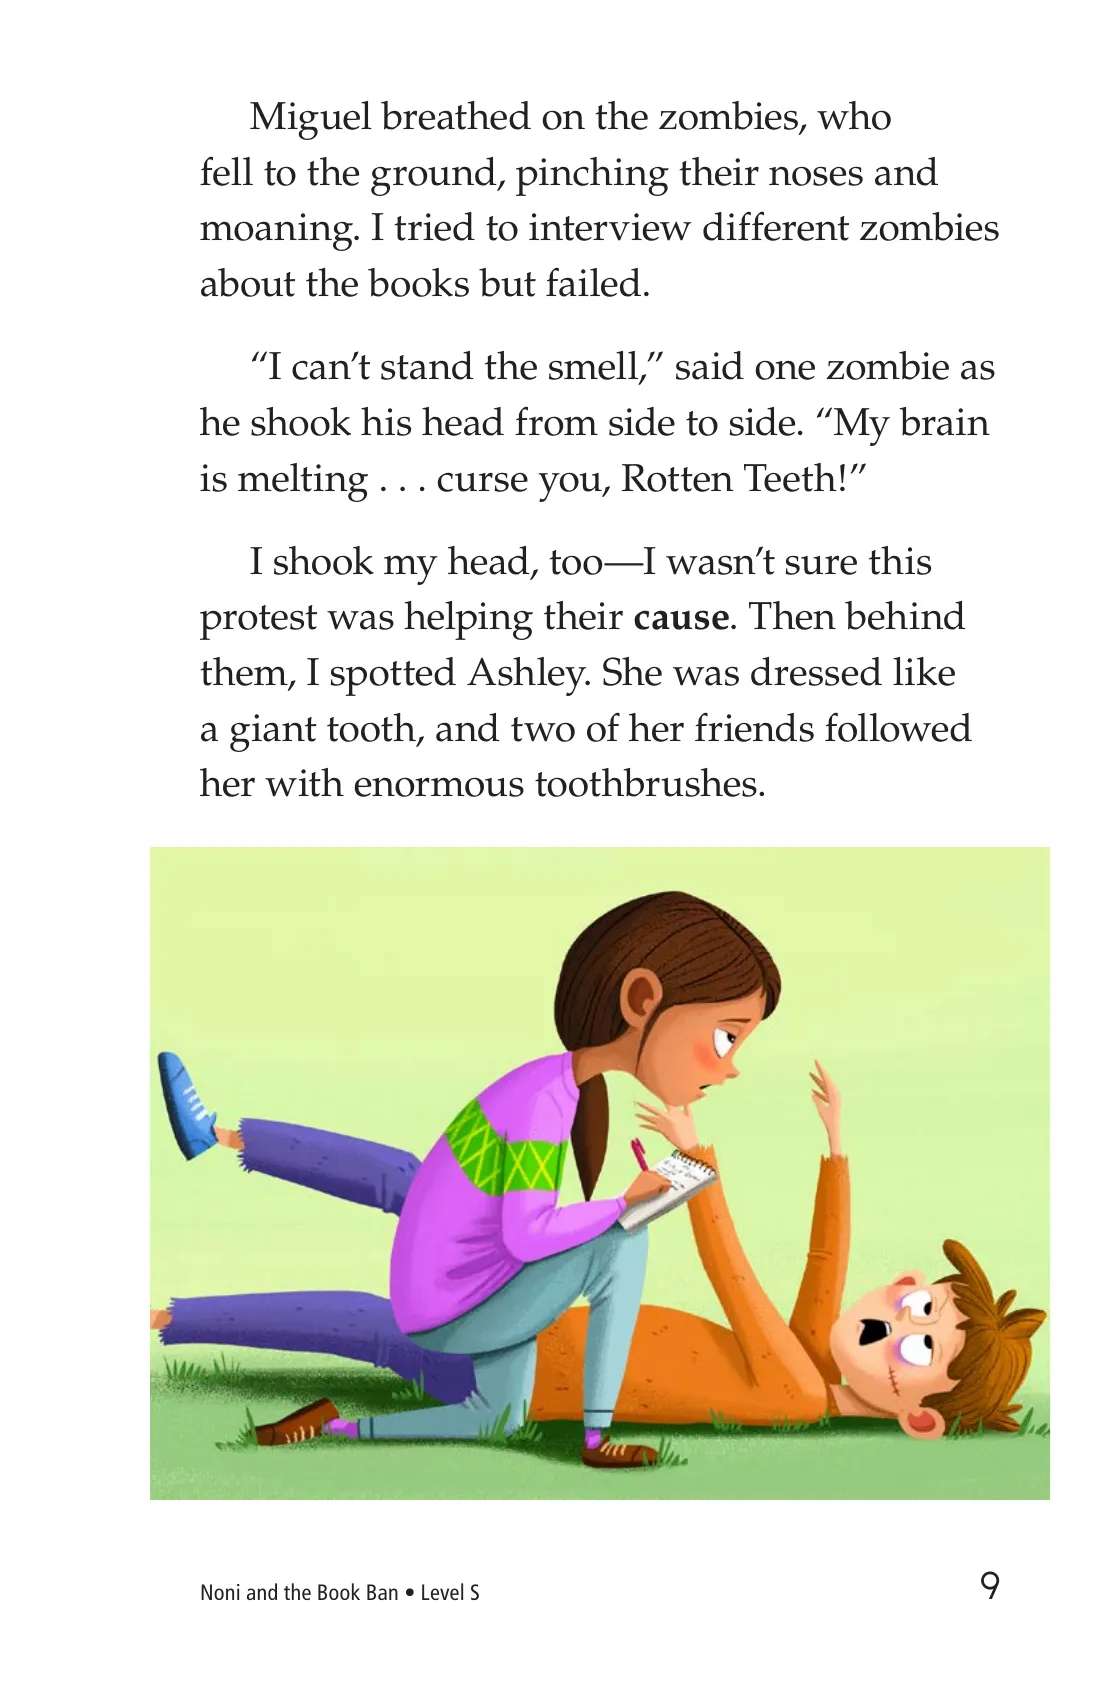 Miguel breathed on the zombies, who
fell to the ground, pinching their noses and
moaning. I tried to interview different zombies
about the books but failed.
“I can’t stand the smell,” said one zombie as
he shook his head from side to side. “My brain
is melting . . . curse you, Rotten Teeth!”
I shook my head, too—I wasn’t sure this
protest was helping their cause. Then behind
them, I spotted Ashley. She was dressed like
a giant tooth, and two of her friends followed
her with enormous toothbrushes.
Noni and the Book Ban • Level S
9